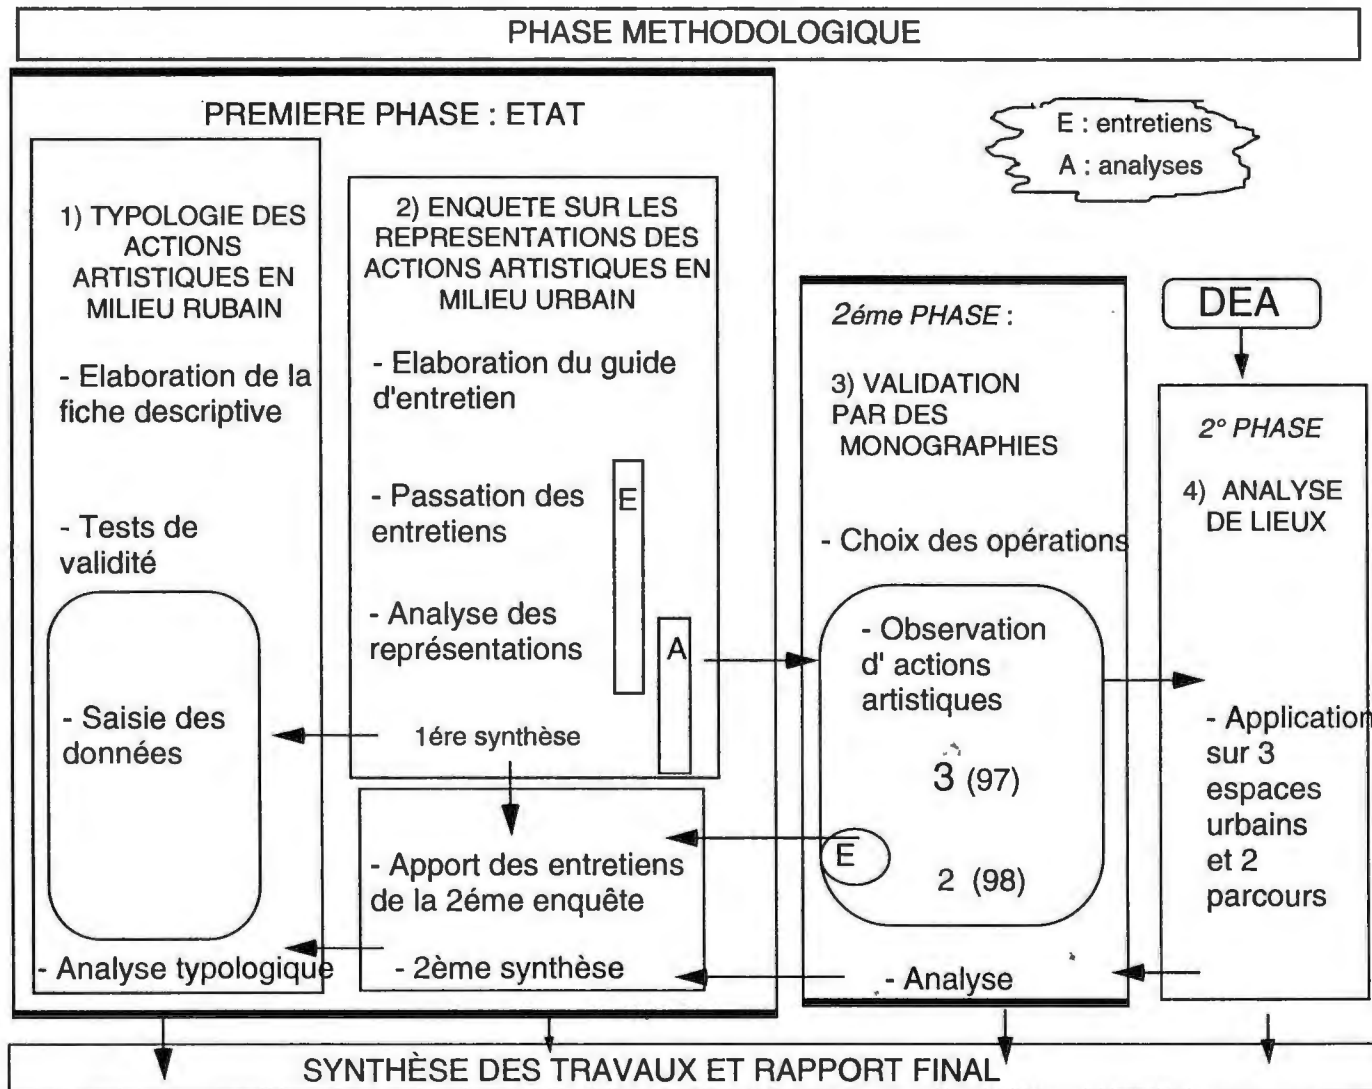 PHASE METHODOLOGIQUE
PREMIERE PHASE : ETAT
E : entretiens
A : analyses
1) TYPOLOGIE DES
ACTIONS
ARTISTIQUES EN
MILIEU RUBAIN
- Elaboration de la
fiche descriptive
- Tests de
validité
- Saisie des
données
- Analyse typologique
2) ENQUETE SUR LES
REPRESENTATIONS DES
ACTIONS ARTISTIQUES EN
MILIEU URBAIN
- Elaboration du guide
d'entretien
- Passation des
entretiens
E
- Analyse des
représentations
A
1ére synthèse
- Apport des entretiens
de la 2éme enquête
- 2ème synthèse
2éme PHASE :
3) VALIDATION
PAR DES
MONOGRAPHIES
- Choix des opérations
- Observation
d' actions
artistiques
3 (97)
E
2 (98)
- Analyse
DEA
2° PHASE
4) ANALYSE
DE LIEUX
- Application
sur 3
espaces
urbains
et 2
parcours
SYNTHÈSE DES TRAVAUX ET RAPPORT FINAL